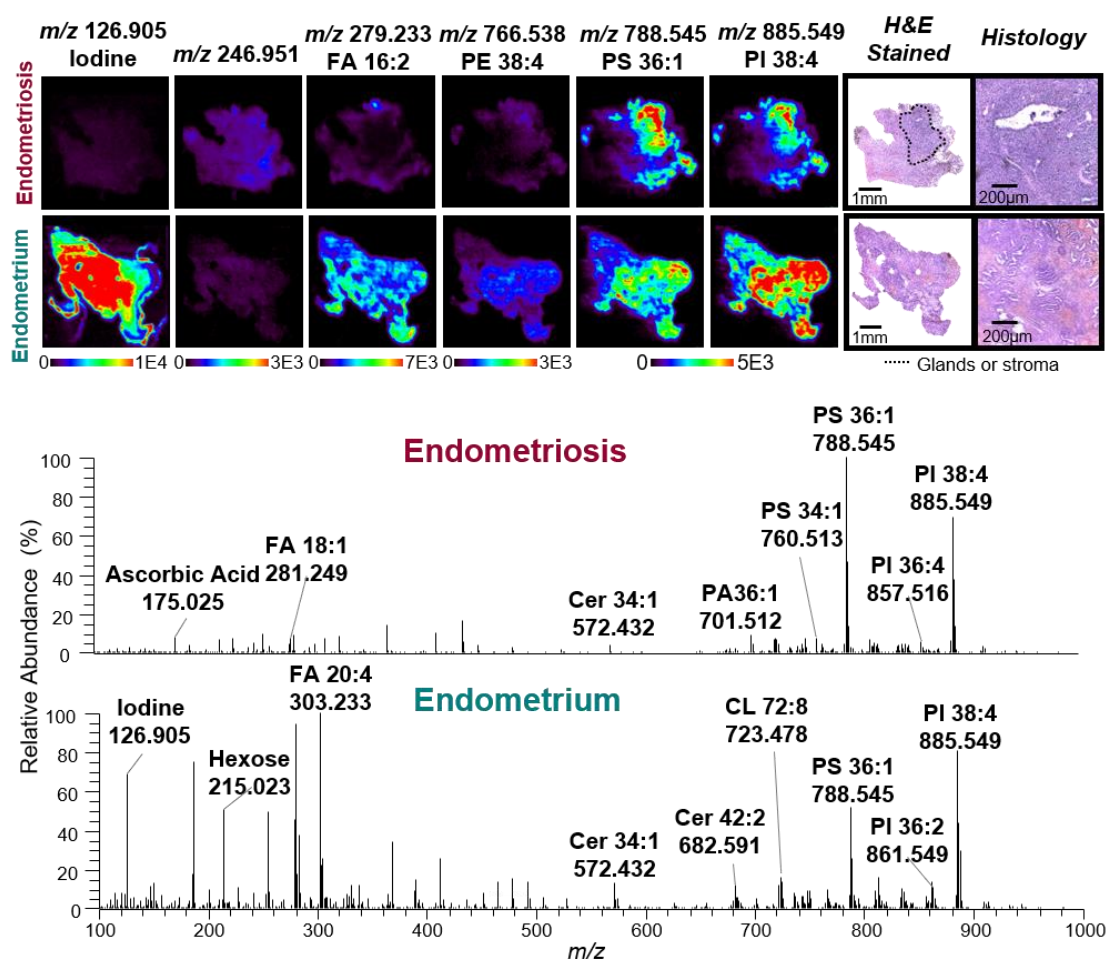 m/z 126.905
Iodine
m/z 246.951
m/z 279.233
FA 16:2
m/z 766.538
PE 38:4
m/z 788.545
PS 36:1
m/z 885.549
PI 38:4
H&E
Stained
Histology
Endometriosis
1mm
200µm
Endometrium
1mm
200µm
0 1E4
0 3E3
0 7E3
0 3E3
0 5E3
Glands or stroma
Relative Abundance (%)
Endometriosis
100
80
60
40
20
0
Ascorbic Acid
175.025
FA 18:1
281.249
Cer 34:1
572.432
PA36:1
701.512
PS 34:1
760.513
PS 36:1
788.545
PI 36:4
857.516
PI 38:4
885.549
Endometrium
100
80
60
40
20
0
Iodine
126.905
Hexose
215.023
FA 20:4
303.233
Cer 34:1
572.432
Cer 42:2
682.591
CL 72:8
723.478
PS 36:1
788.545
PI 36:2
861.549
PI 38:4
885.549
100 200 300 400 500 600 700 800 900 1000
m/z